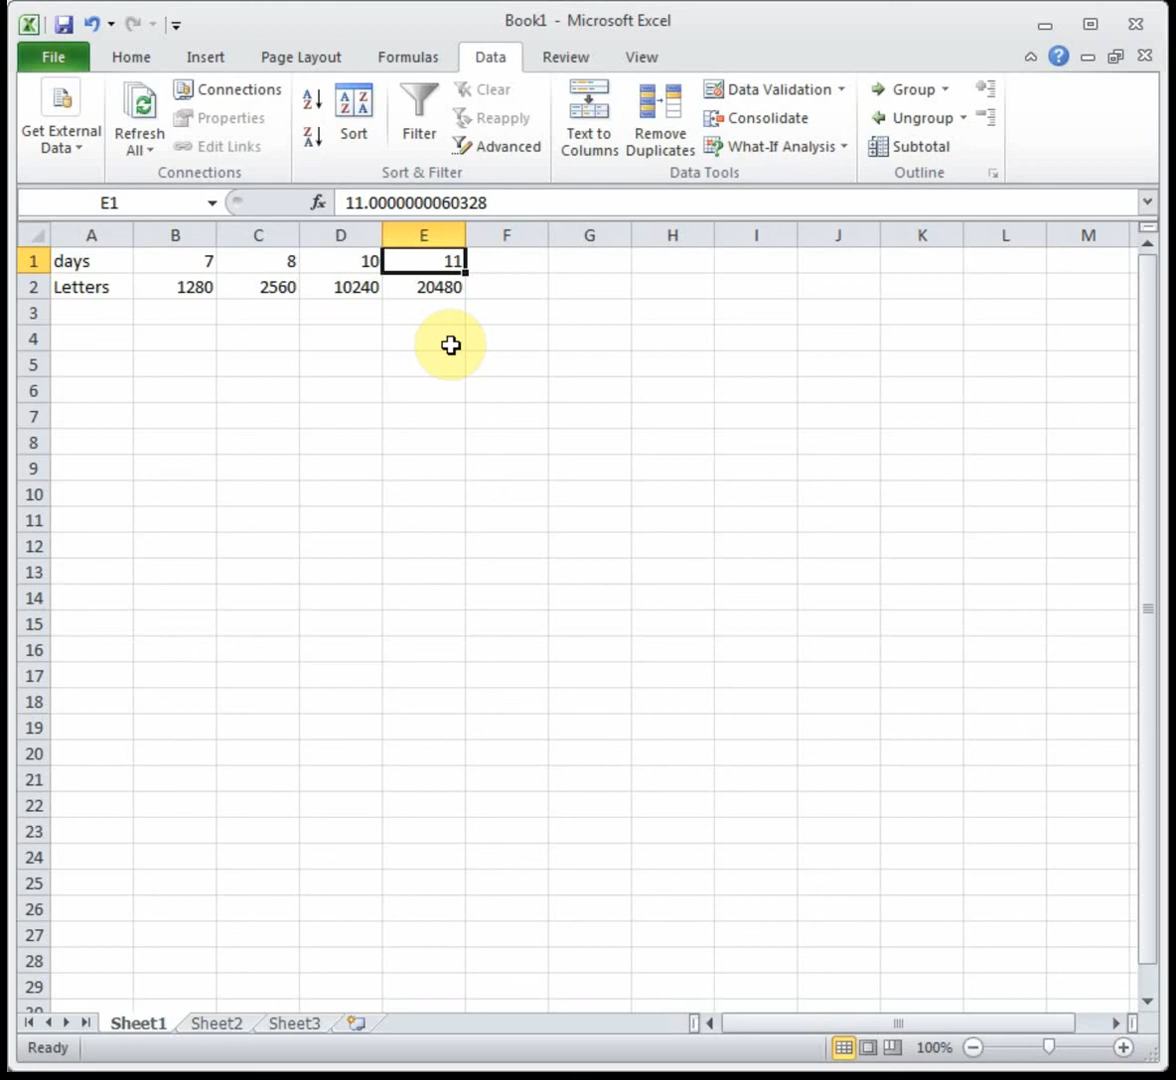 Book1 - Microsoft Excel
File Home Insert Page Layout Formulas Data Review View
Get External Data
Refresh All
Connections
Properties
Edit Links
Connections
Sort
Filter
Clear
Reapply
Advanced
Sort & Filter
Text to Columns
Remove Duplicates
Data Validation
Consolidate
What-If Analysis
Data Tools
Group
Ungroup
Subtotal
Outline
E1 fx 11.0000000060328
A B C D E F G H I J K L M
1 days 7 8 10 11
2 Letters 1280 2560 10240 20480
3
4
5
6
7
8
9
10
11
12
13
14
15
16
17
18
19
20
21
22
23
24
25
26
27
28
29
Sheet1 Sheet2 Sheet3
Ready 100%